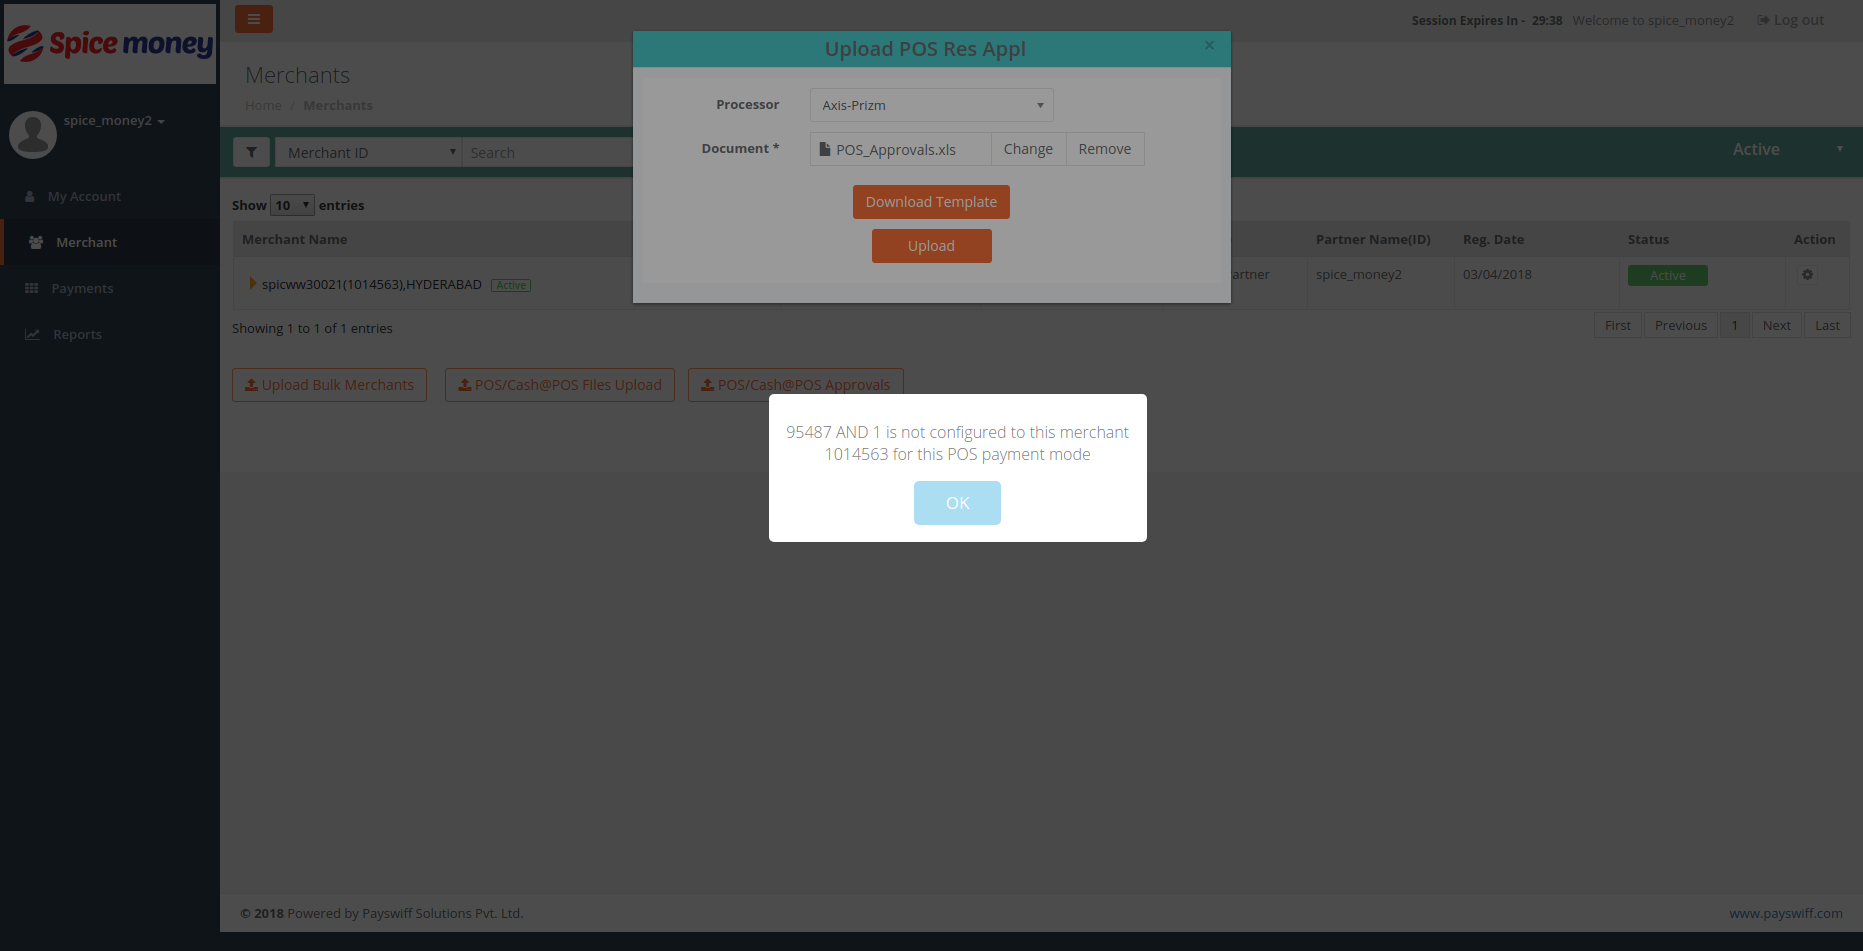 Spice money
Session Expires In - 29:38 Welcome to spice_money2 Log out
Upload POS Res Appl ×
Merchants
Home / Merchants
Processor Axis-Prizm
spice_money2
Document * POS_Approvals.xls Change Remove
Merchant ID Search Active
My Account
Download Template
Show 10 entries
Merchant
Upload
Merchant Name Partner Name(ID) Reg. Date Status Action
spicww30021(1014563),HYDERABAD Active artner spice_money2 03/04/2018 Active
Payments
Showing 1 to 1 of 1 entries First Previous 1 Next Last
Reports
Upload Bulk Merchants POS/Cash@POS Files Upload POS/Cash@POS Approvals
95487 AND 1 is not configured to this merchant
1014563 for this POS payment mode
OK
© 2018 Powered by Payswiff Solutions Pvt. Ltd. www.payswiff.com